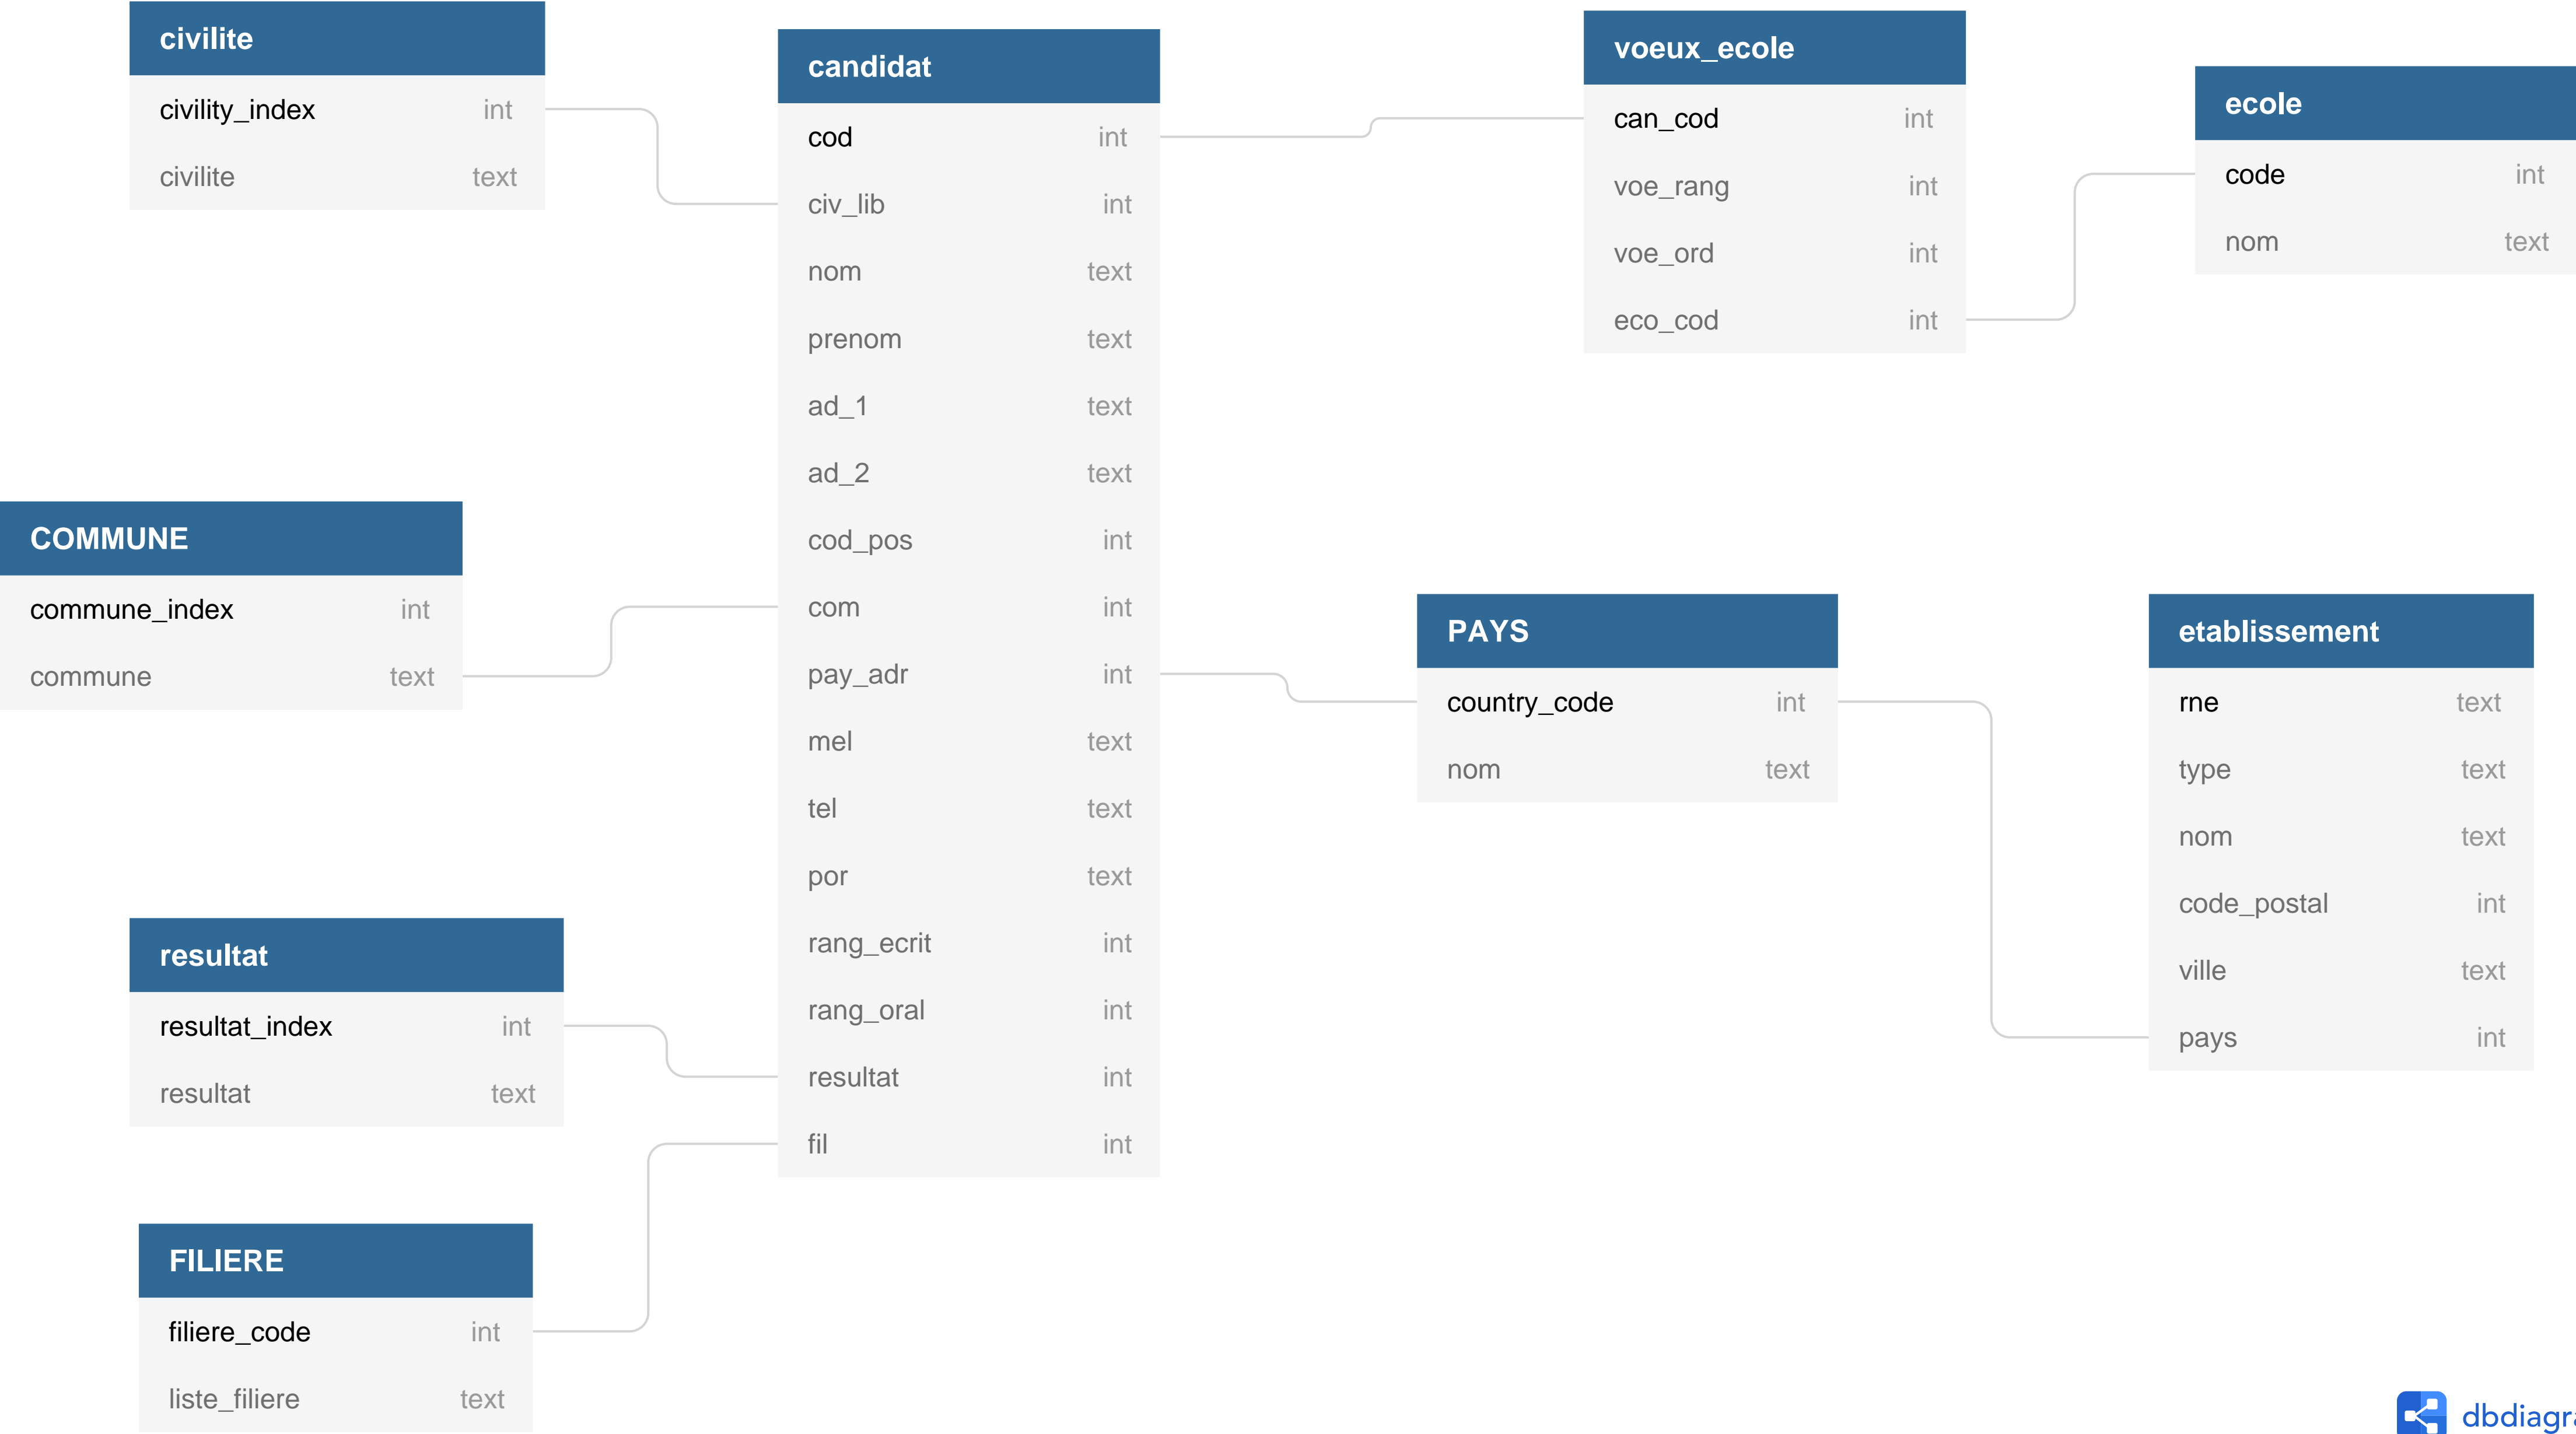 civilite
civility_index int
civilite text
candidat
cod int
civ_lib int
nom text
prenom text
ad_1 text
ad_2 text
cod_pos int
com int
pay_adr int
mel text
tel text
por text
rang_ecrit int
rang_oral int
resultat int
fil int
voeux_ecole
can_cod int
voe_rang int
voe_ord int
eco_cod int
ecole
code int
nom text
COMMUNE
commune_index int
commune text
PAYS
country_code int
nom text
etablissement
rne text
type text
nom text
code_postal int
ville text
pays int
resultat
resultat_index int
resultat text
FILIERE
filiere_code int
liste_filiere text